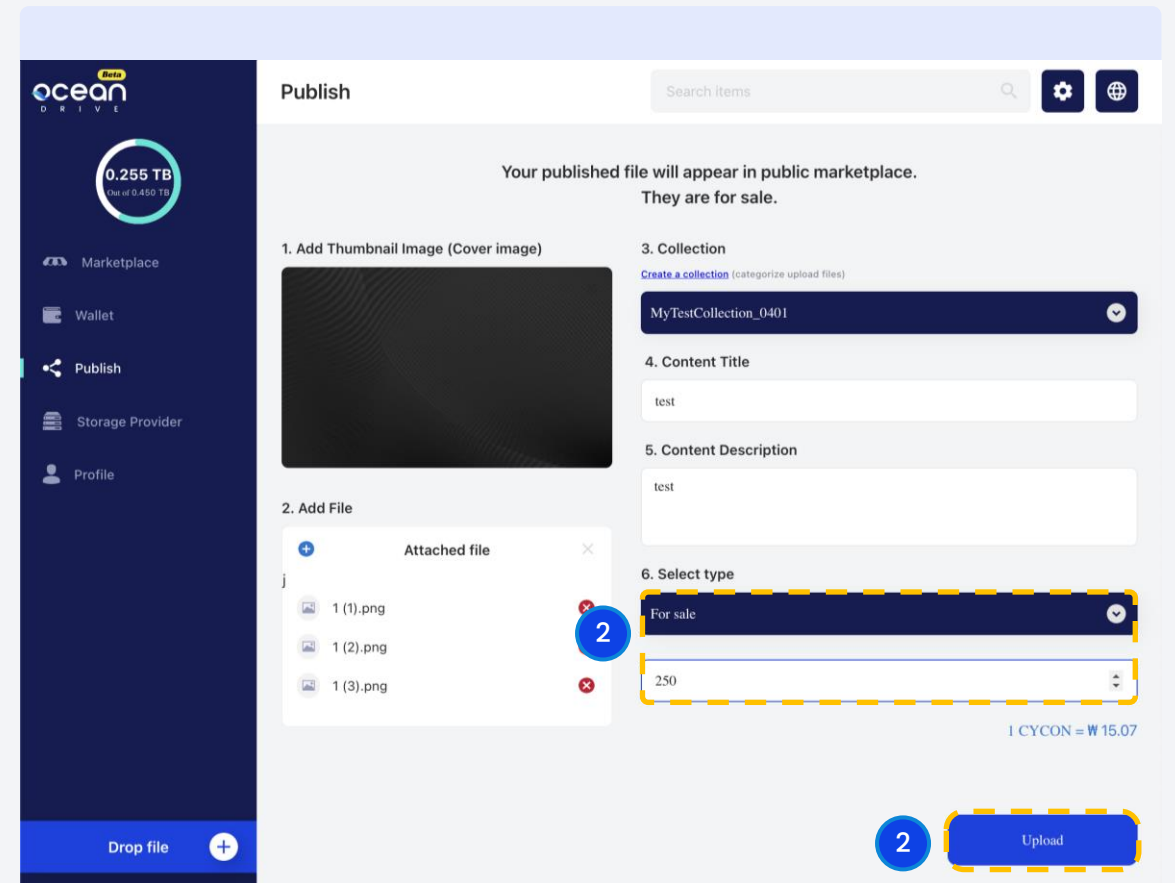 Beta
ocean
DRIVE
0.255 TB
Out of 0.450 TB
Marketplace
Wallet
Publish
Storage Provider
Profile
Drop file
Publish
Search items
Your published file will appear in public marketplace.
They are for sale.
1. Add Thumbnail Image (Cover image)
2. Add File
Attached file
j
1 (1).png
1 (2).png
1 (3).png
3. Collection
Create a collection (categorize upload files)
MyTestCollection_0401
4. Content Title
test
5. Content Description
test
6. Select type
2
For sale
250
1 CYCON = ₩ 15.07
2
Upload